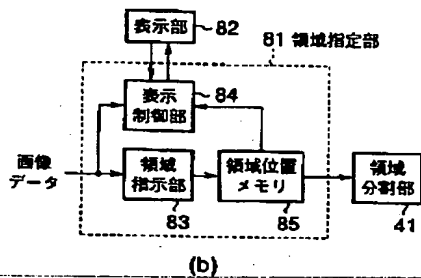 表示部
82
81 領域指定部
表示
制御部
84
画像
データ
領域
指示部
83
領域位置
メモリ
85
領域
分割部
41
(b)